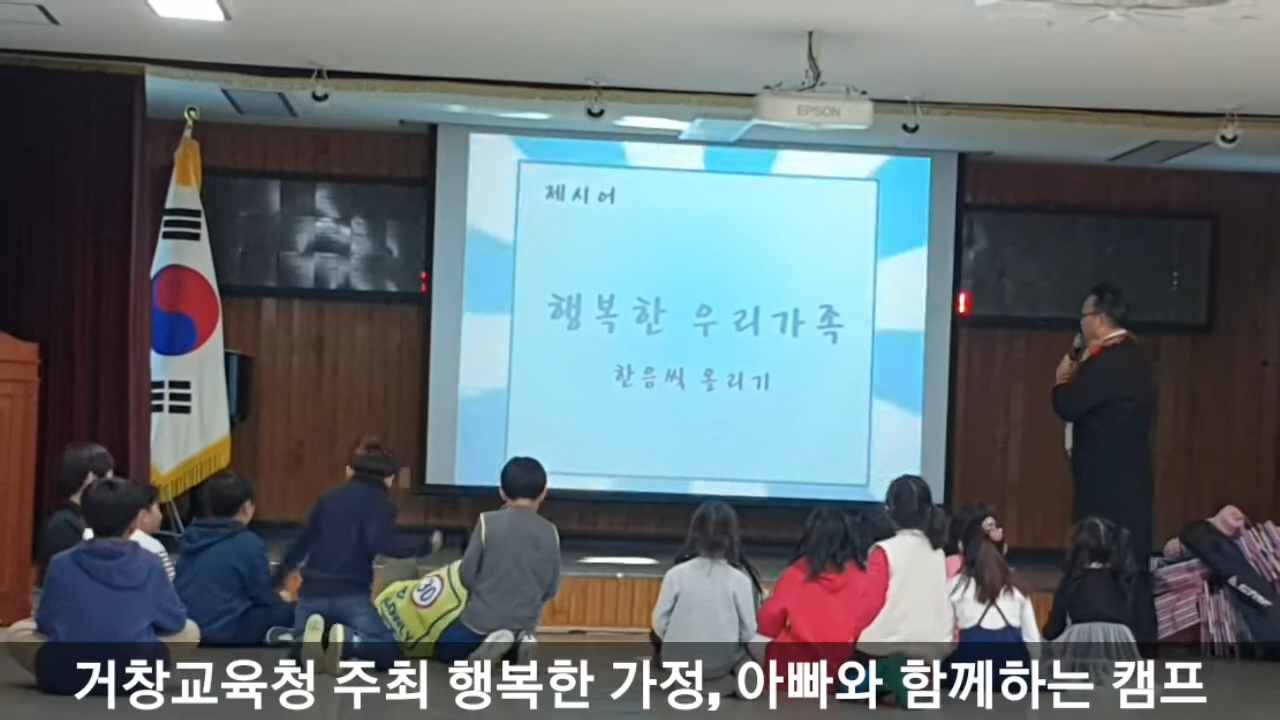 EPSON
제시어
행복한 우리가족
한음씩 올리기
30
거창교육청 주최 행복한 가정, 아빠와 함께하는 캠프